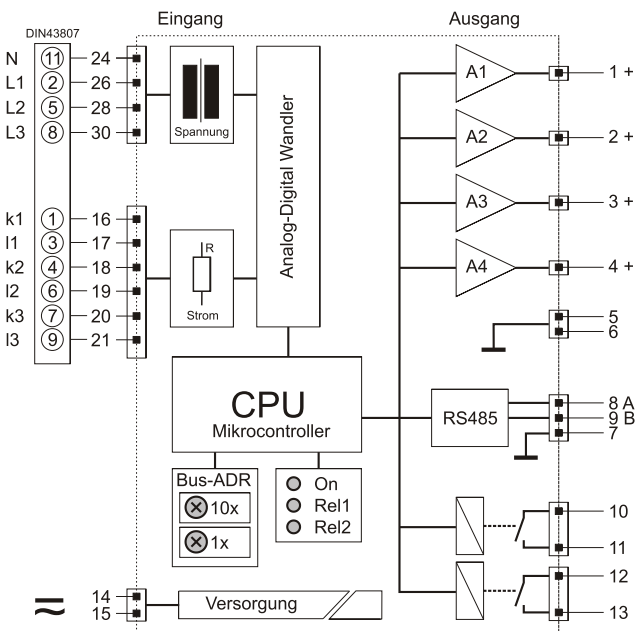 Eingang
Ausgang
DIN43807
N 11 24
L1 2 26
L2 5 28
L3 8 30
Spannung
Analog-Digital Wandler
A1 1 +
A2 2 +
A3 3 +
A4 4 +
k1 1 16
l1 3 17
k2 4 18
l2 6 19
k3 7 20
l3 9 21
R
Strom
5
6
CPU
Mikrocontroller
RS485
8 A
9 B
7
Bus-ADR
10x
1x
On
Rel1
Rel2
10
11
12
13
≈
14
15
Versorgung